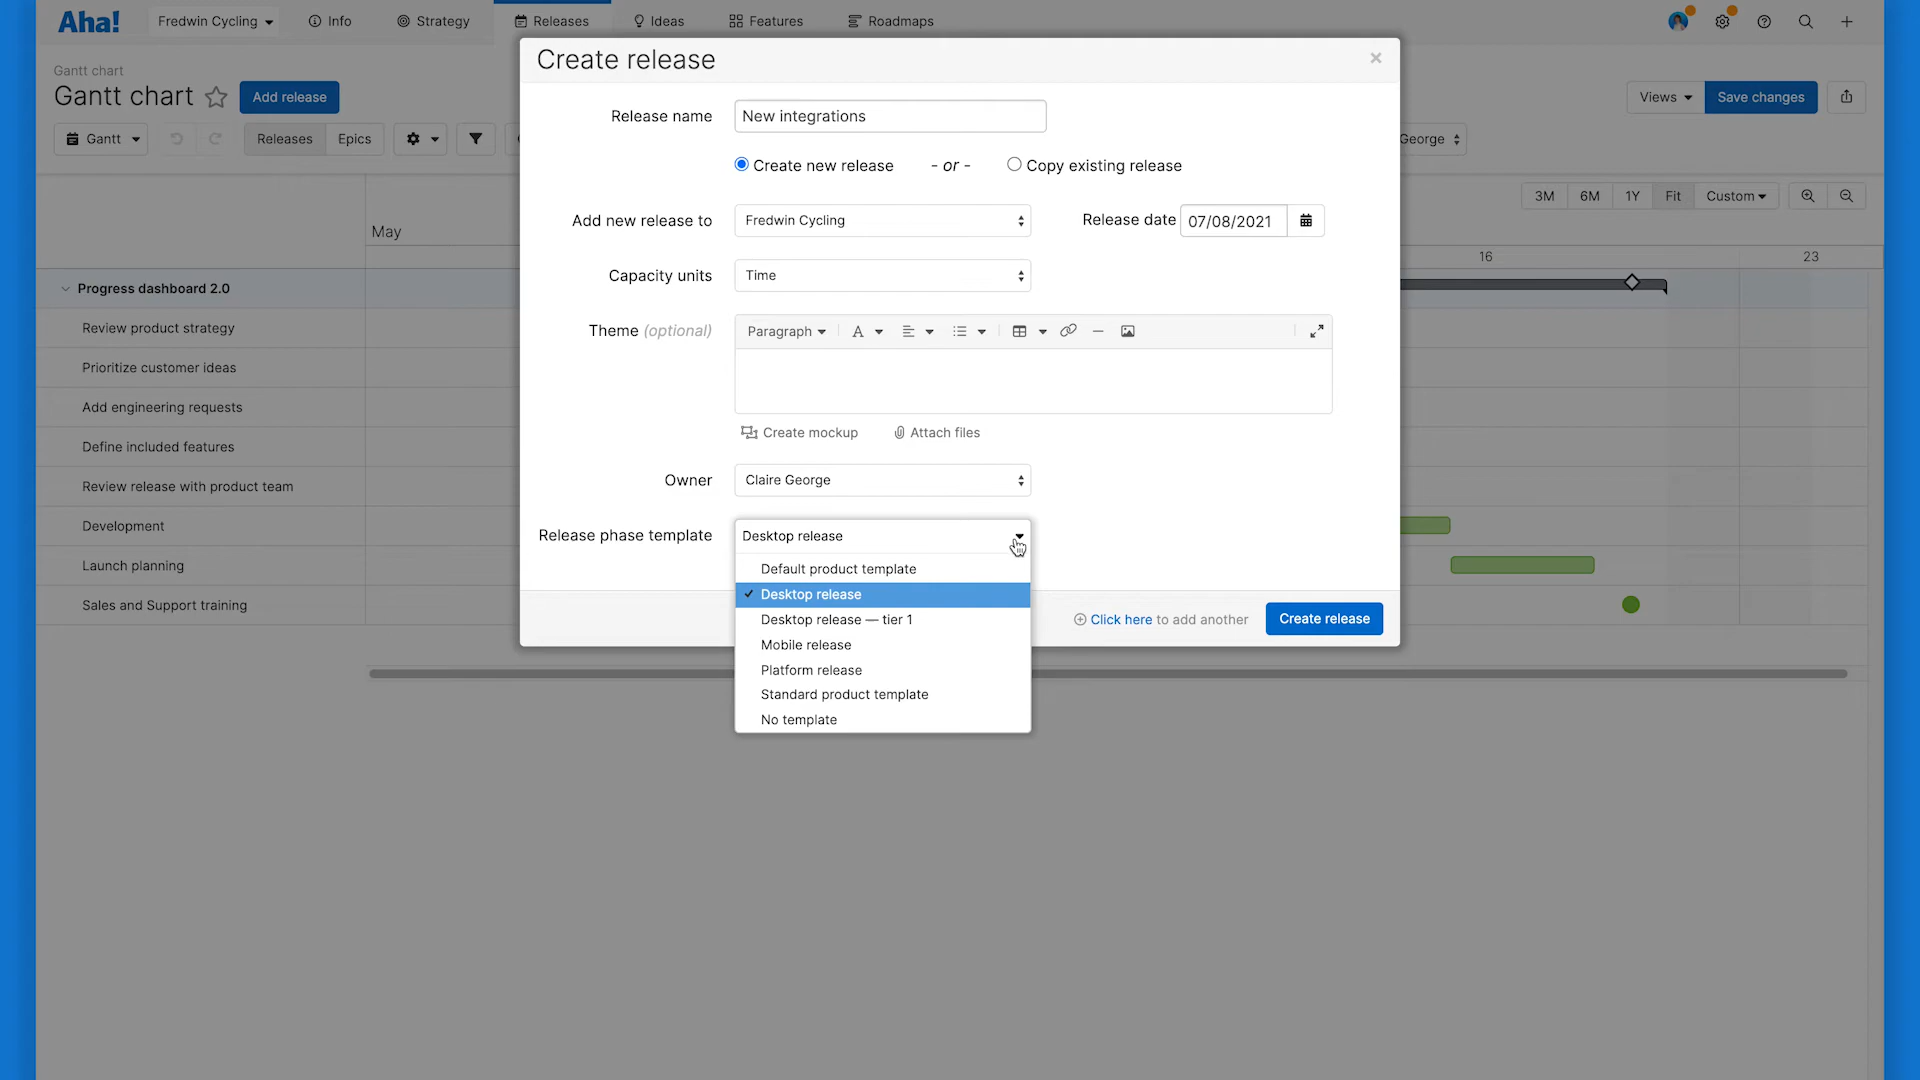 Aha!
Fredwin Cycling
Info
Strategy
Releases
Ideas
Features
Roadmaps
Gantt chart
Gantt chart
Add release
Views
Save changes
Gantt
Releases
Epics
George
3M
6M
1Y
Fit
Custom
May
16
23
Progress dashboard 2.0
Review product strategy
Prioritize customer ideas
Add engineering requests
Define included features
Review release with product team
Development
Launch planning
Sales and Support training
Create release
Release name
New integrations
Create new release
- or -
Copy existing release
Add new release to
Fredwin Cycling
Release date
07/08/2021
Capacity units
Time
Theme (optional)
Paragraph
A
Create mockup
Attach files
Owner
Claire George
Release phase template
Desktop release
Default product template
Desktop release
Desktop release — tier 1
Mobile release
Platform release
Standard product template
No template
Click here to add another
Create release